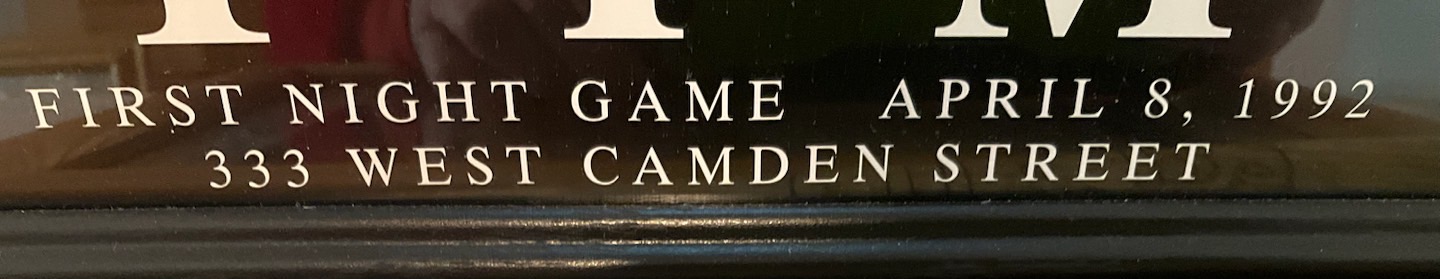 FIRST NIGHT GAME APRIL 8, 1992
333 WEST CAMDEN STREET